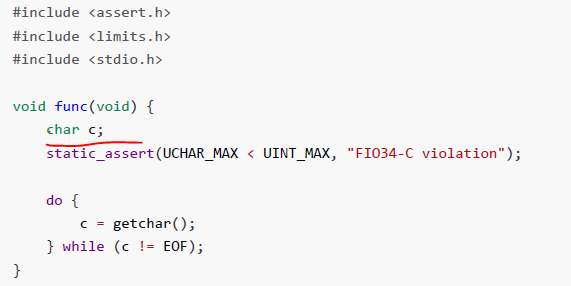 #include <assert.h>
#include <limits.h>
#include <stdio.h>
void func(void) {
char c;
static_assert(UCHAR_MAX < UINT_MAX, "FIO34-C violation");
do {
c = getchar();
} while (c != EOF);
}